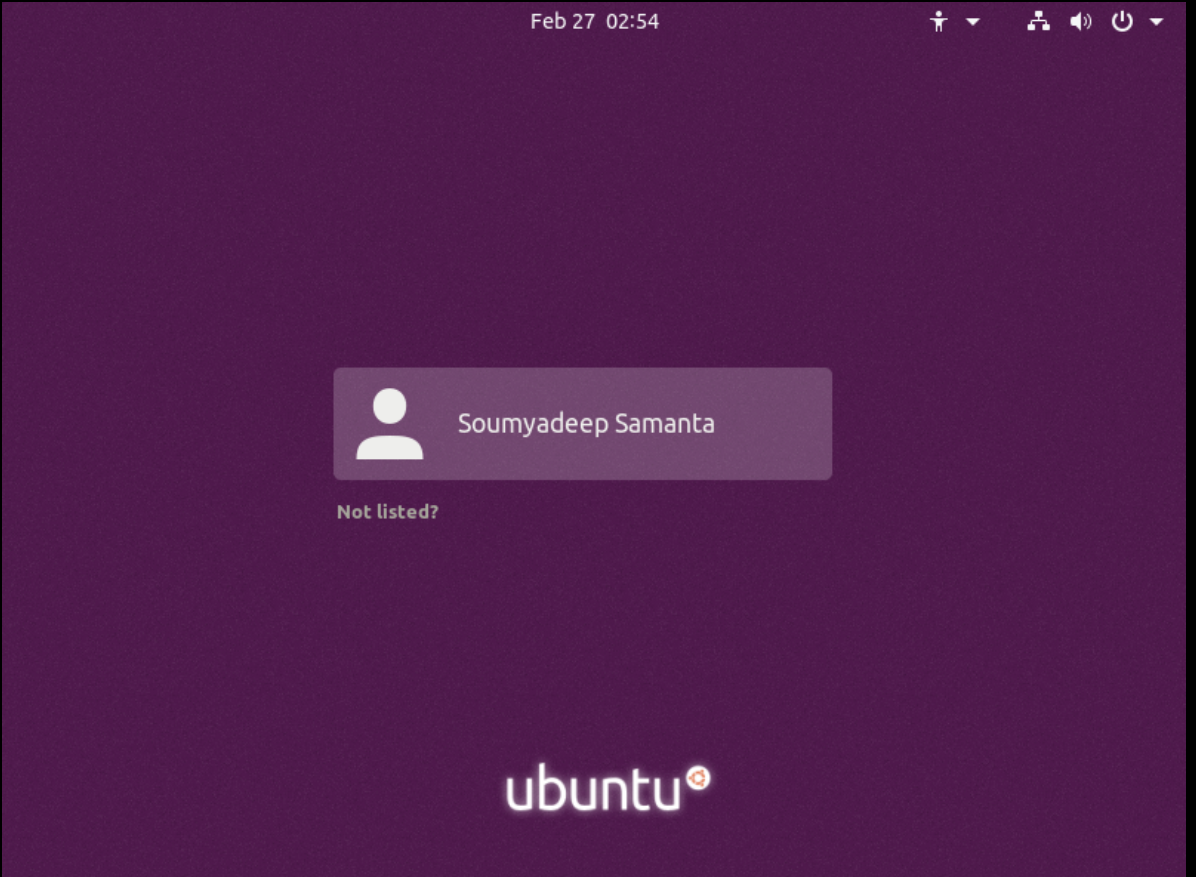 Feb 27 02:54
Soumyadeep Samanta
Not listed?
ubuntu